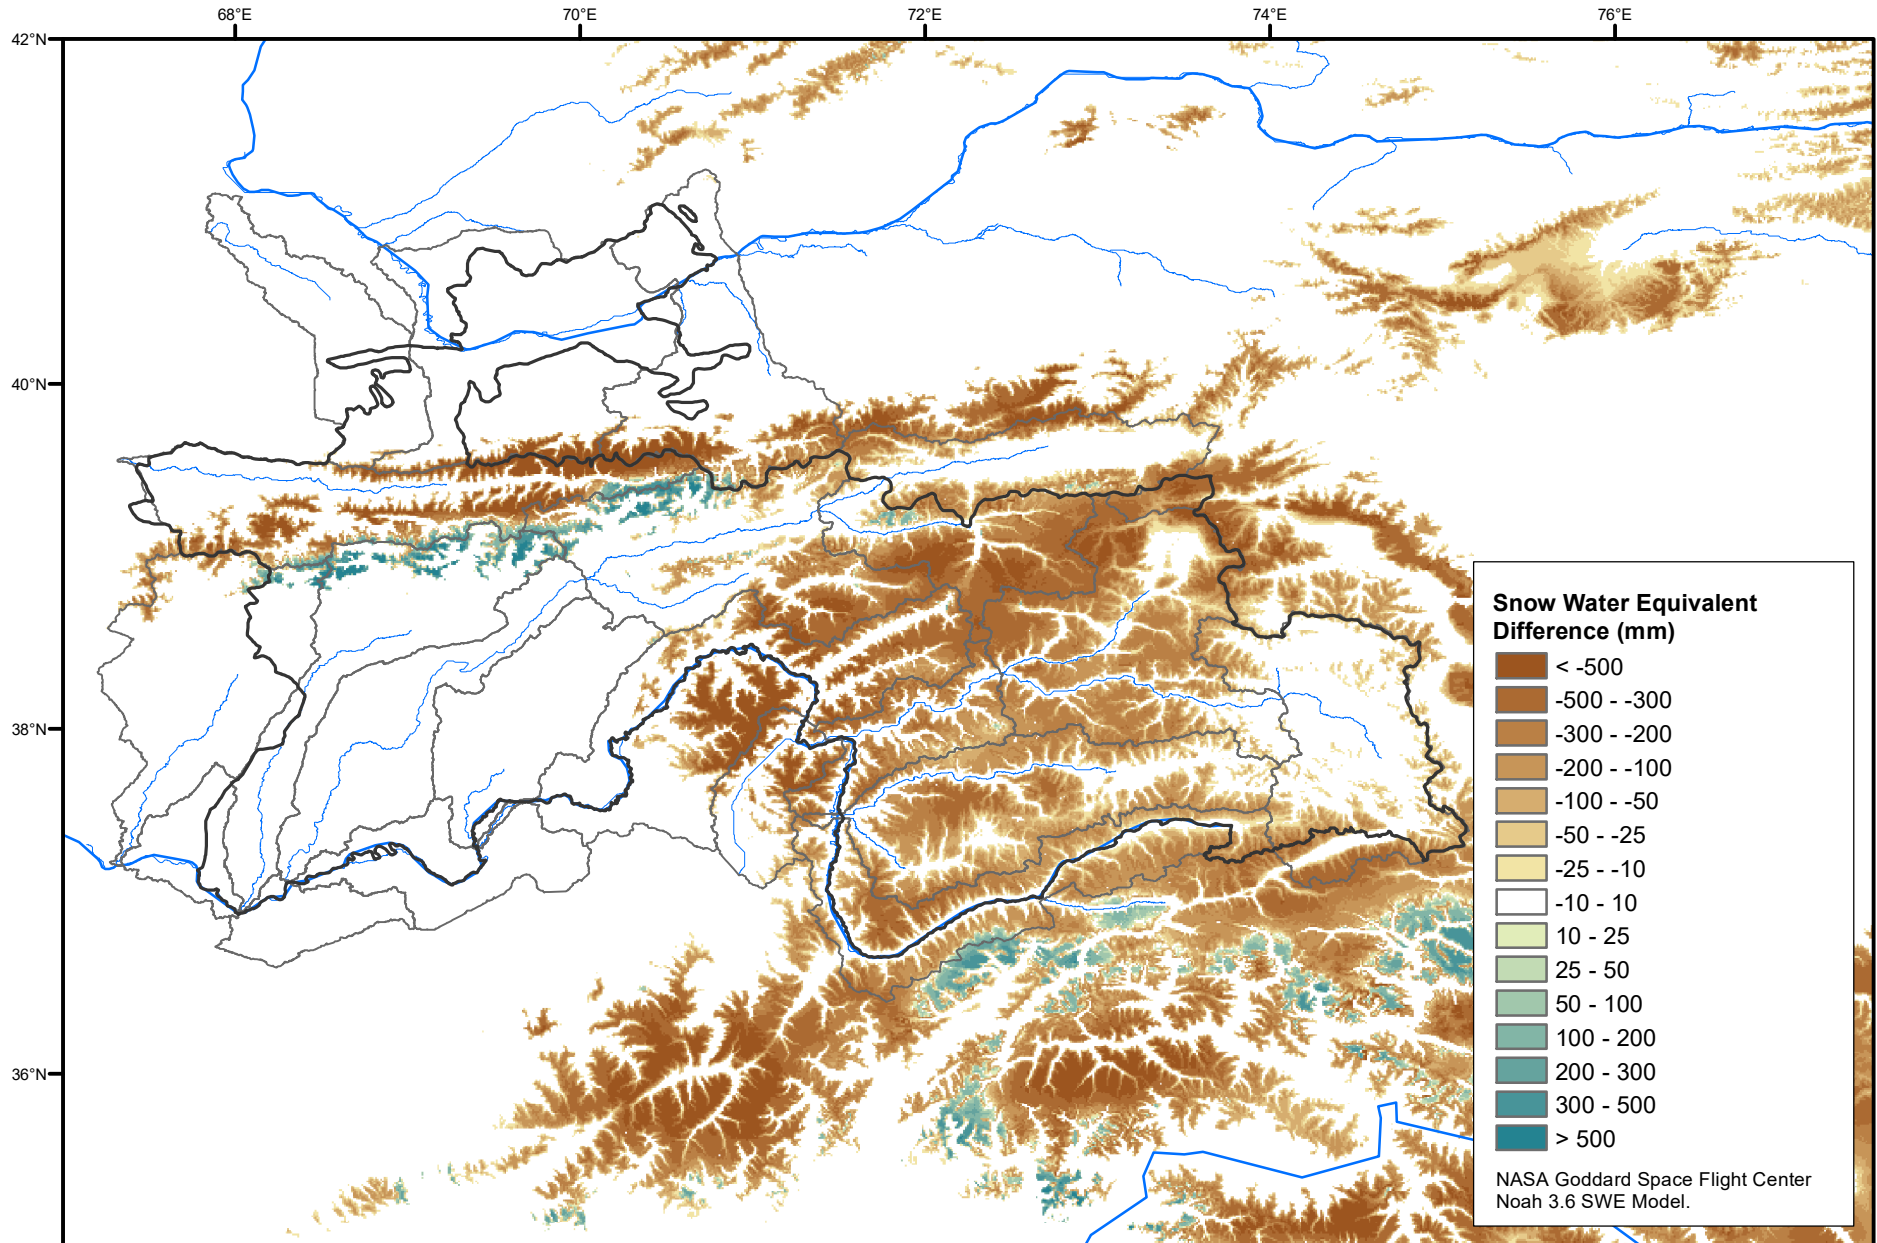 68°E
70°E
72°E
74°E
76°E
42°N
40°N
38°N
36°N
Snow Water Equivalent
Difference (mm)
< -500
-500 - -300
-300 - -200
-200 - -100
-100 - -50
-50 - -25
-25 - -10
-10 - 10
10 - 25
25 - 50
50 - 100
100 - 200
200 - 300
300 - 500
> 500
NASA Goddard Space Flight Center
Noah 3.6 SWE Model.